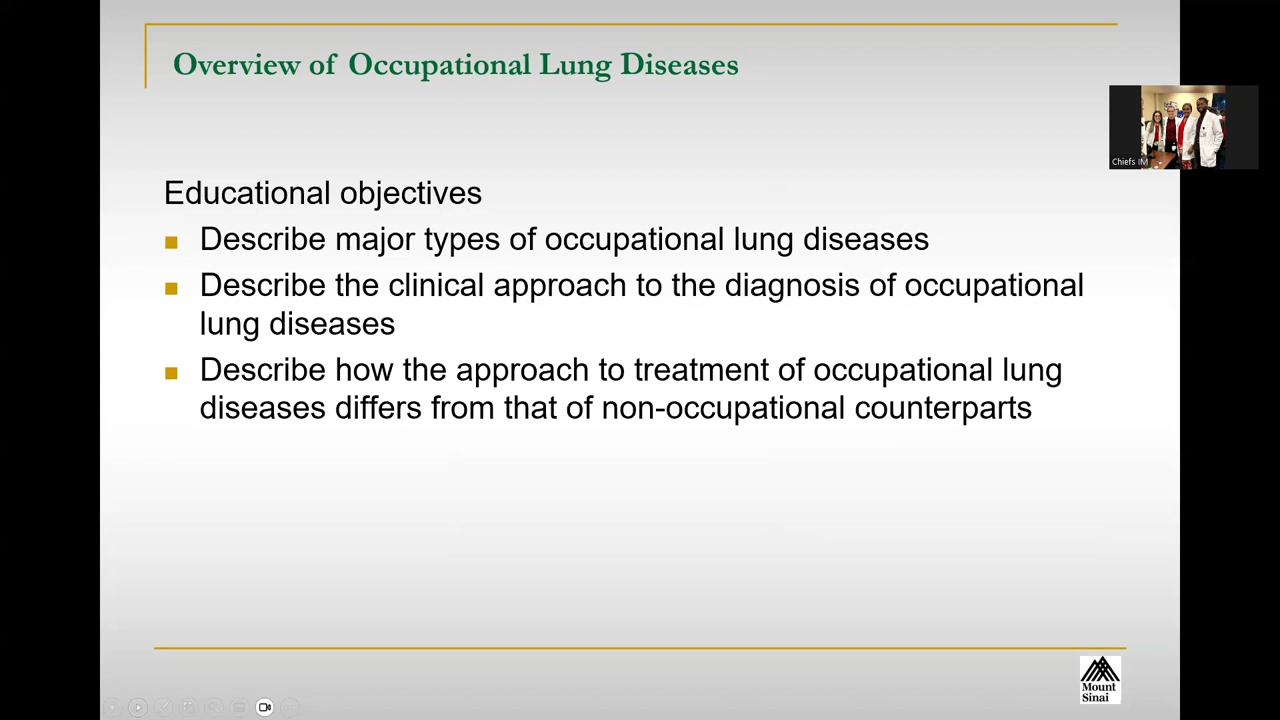 Overview of Occupational Lung Diseases
Educational objectives
Describe major types of occupational lung diseases
Describe the clinical approach to the diagnosis of occupational
lung diseases
Describe how the approach to treatment of occupational lung
diseases differs from that of non-occupational counterparts
Chiefs IM
Mount
Sinai